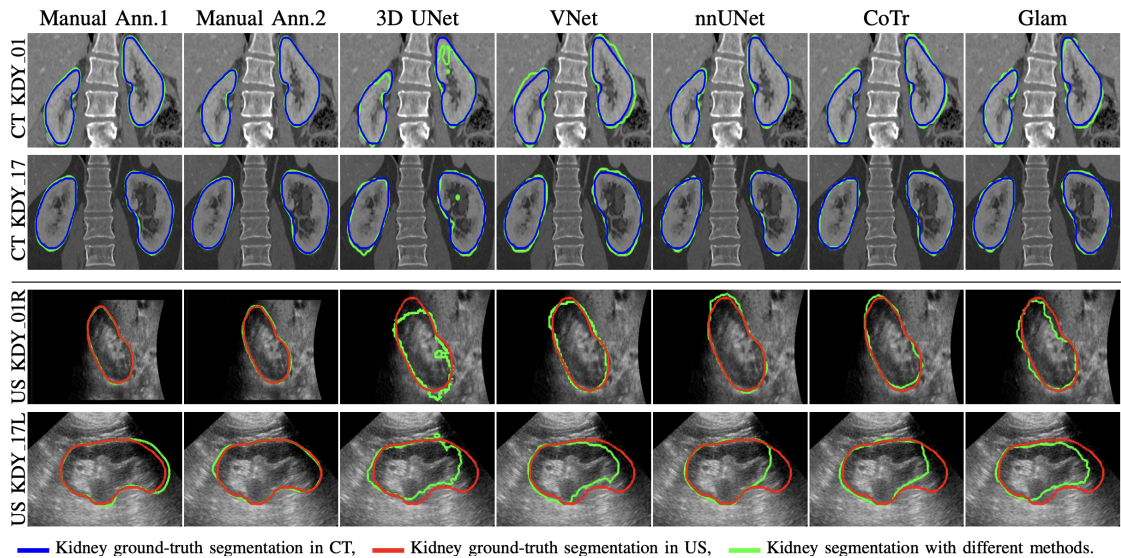 Manual Ann.1 Manual Ann.2 3D UNet VNet nnUNet CoTr Glam
CT KDY_01
CT KDY_17
US KDY_01R
US KDY_17L
Kidney ground-truth segmentation in CT, Kidney ground-truth segmentation in US, Kidney segmentation with different methods.